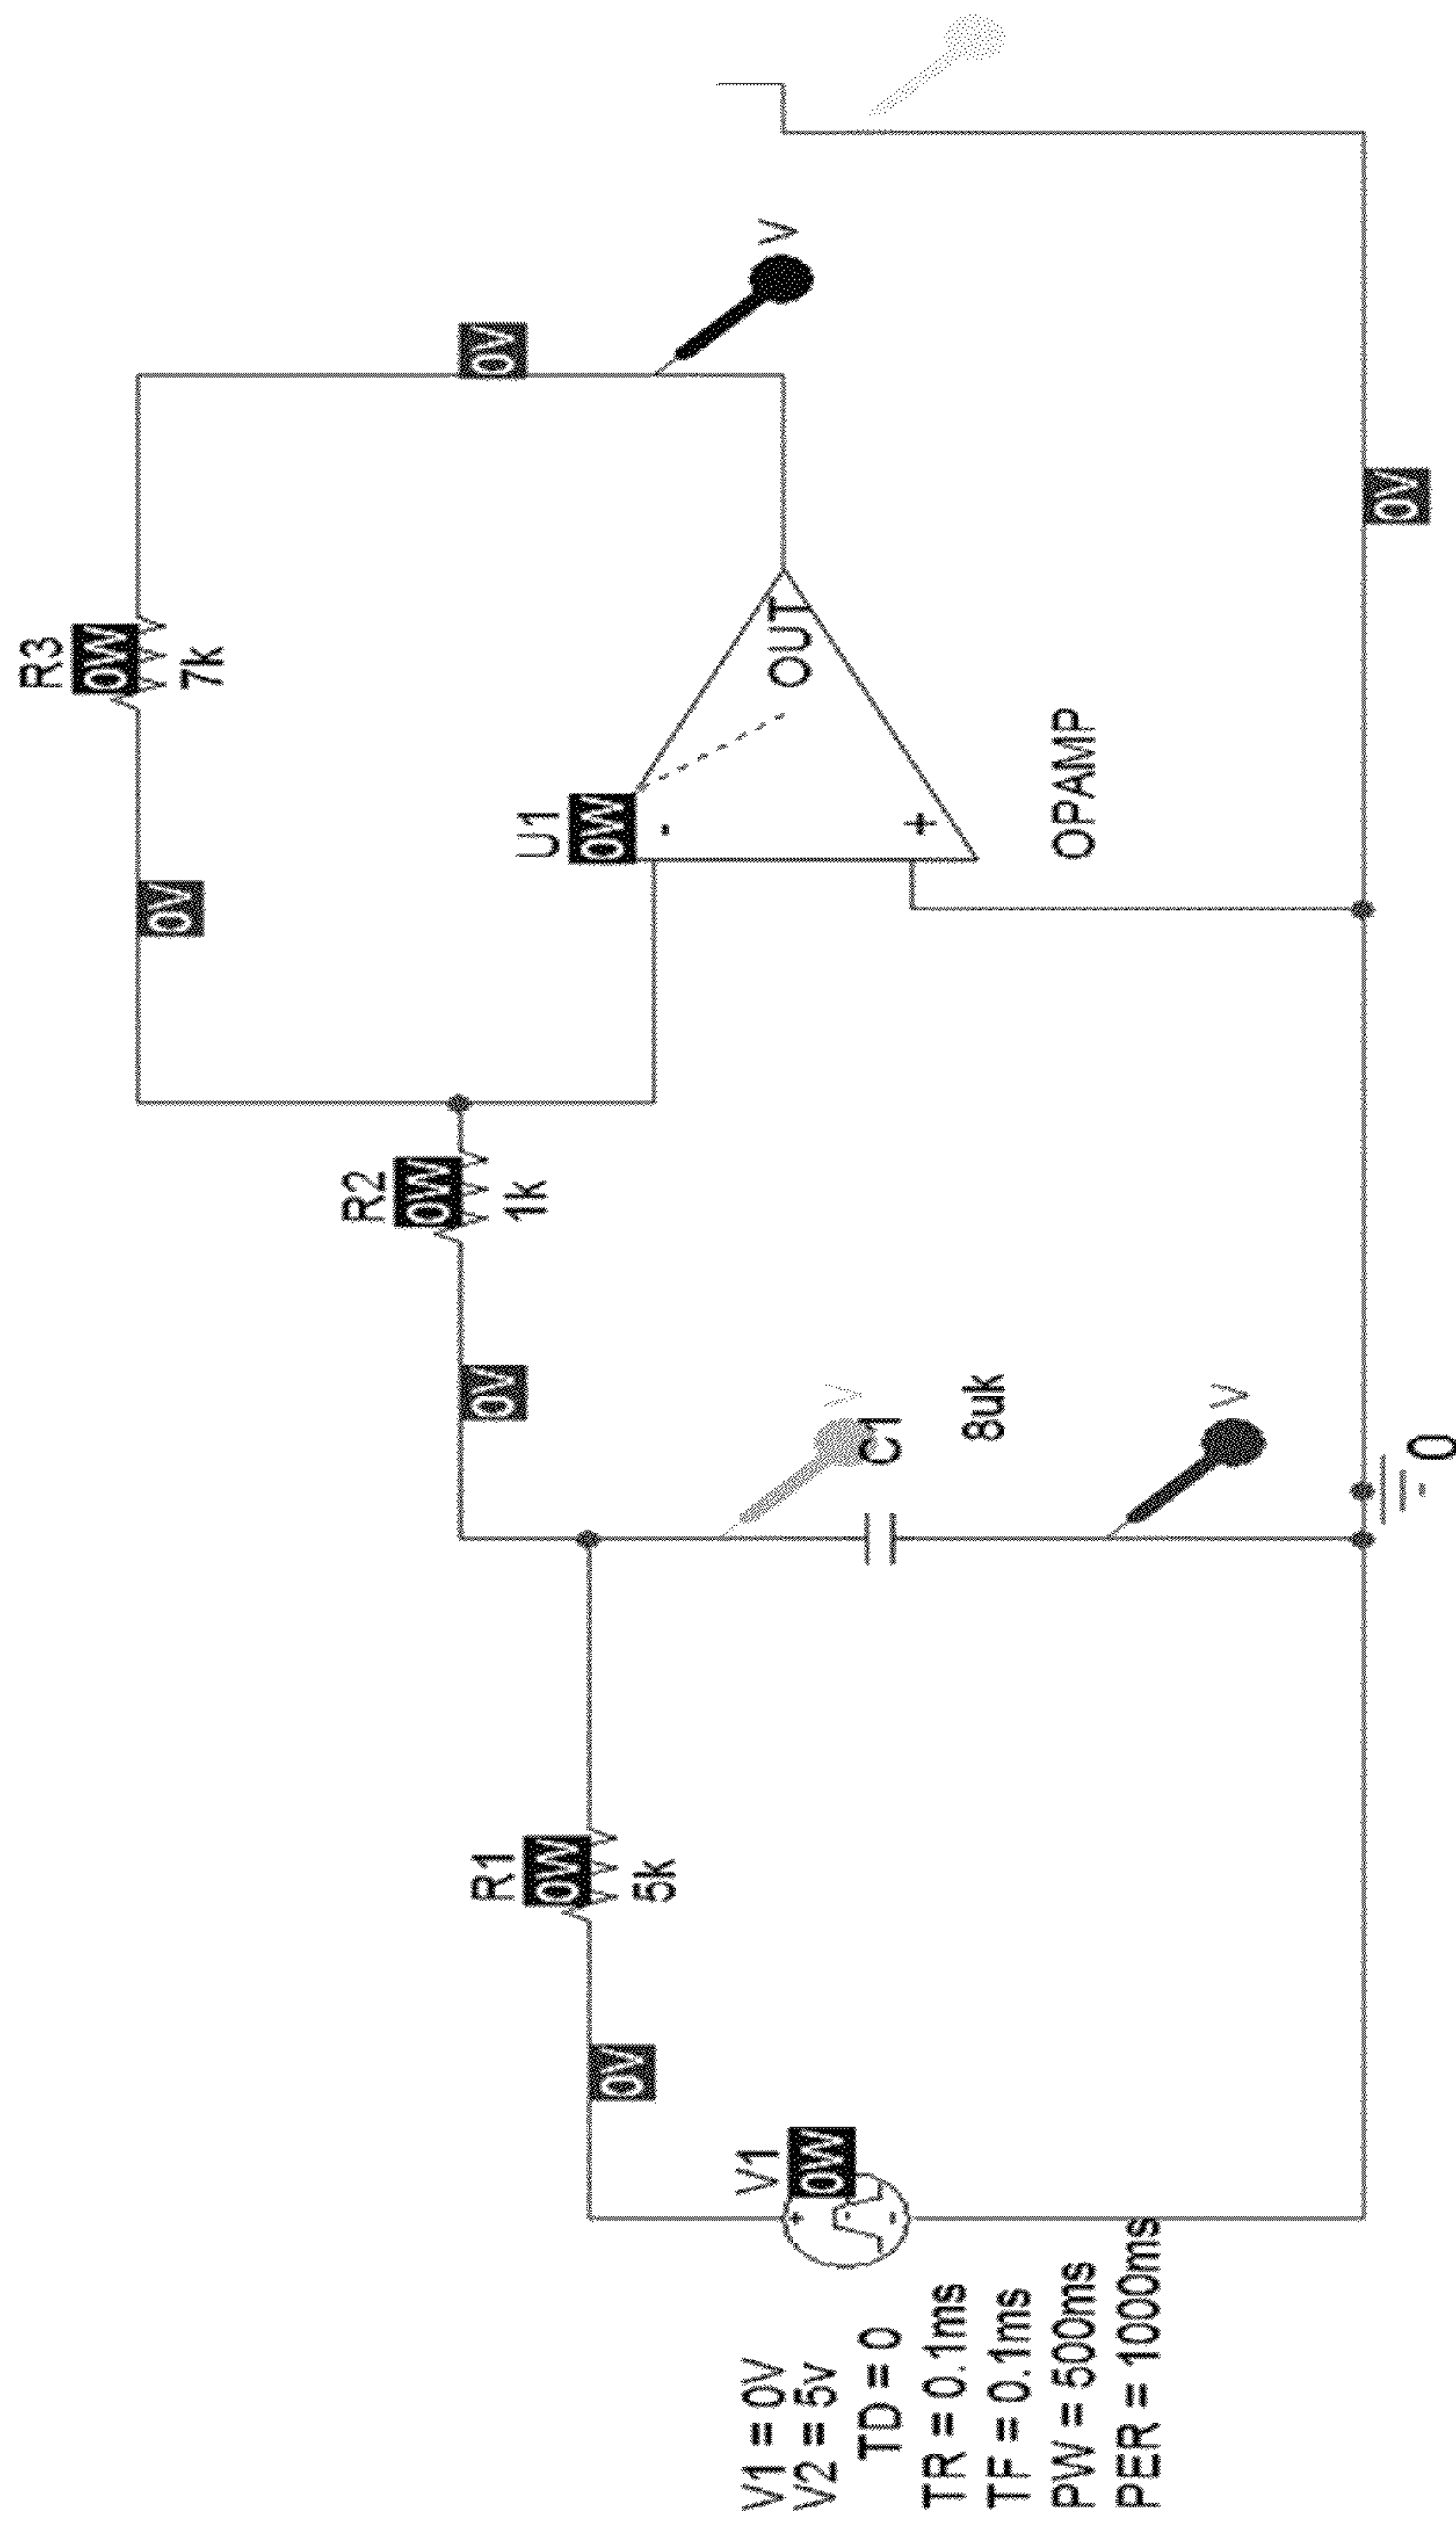 R3
0W
7k
0V
0V
R2
0W
1k
U1
0W
-
OUT
+
OPAMP
V
0V
R1
0W
5k
0V
V
C1
8uk
V
0V
0
V1
0W
+
-
V1 = 0V
V2 = 5v
TD = 0
TR = 0.1ms
TF = 0.1ms
PW = 500ms
PER = 1000ms